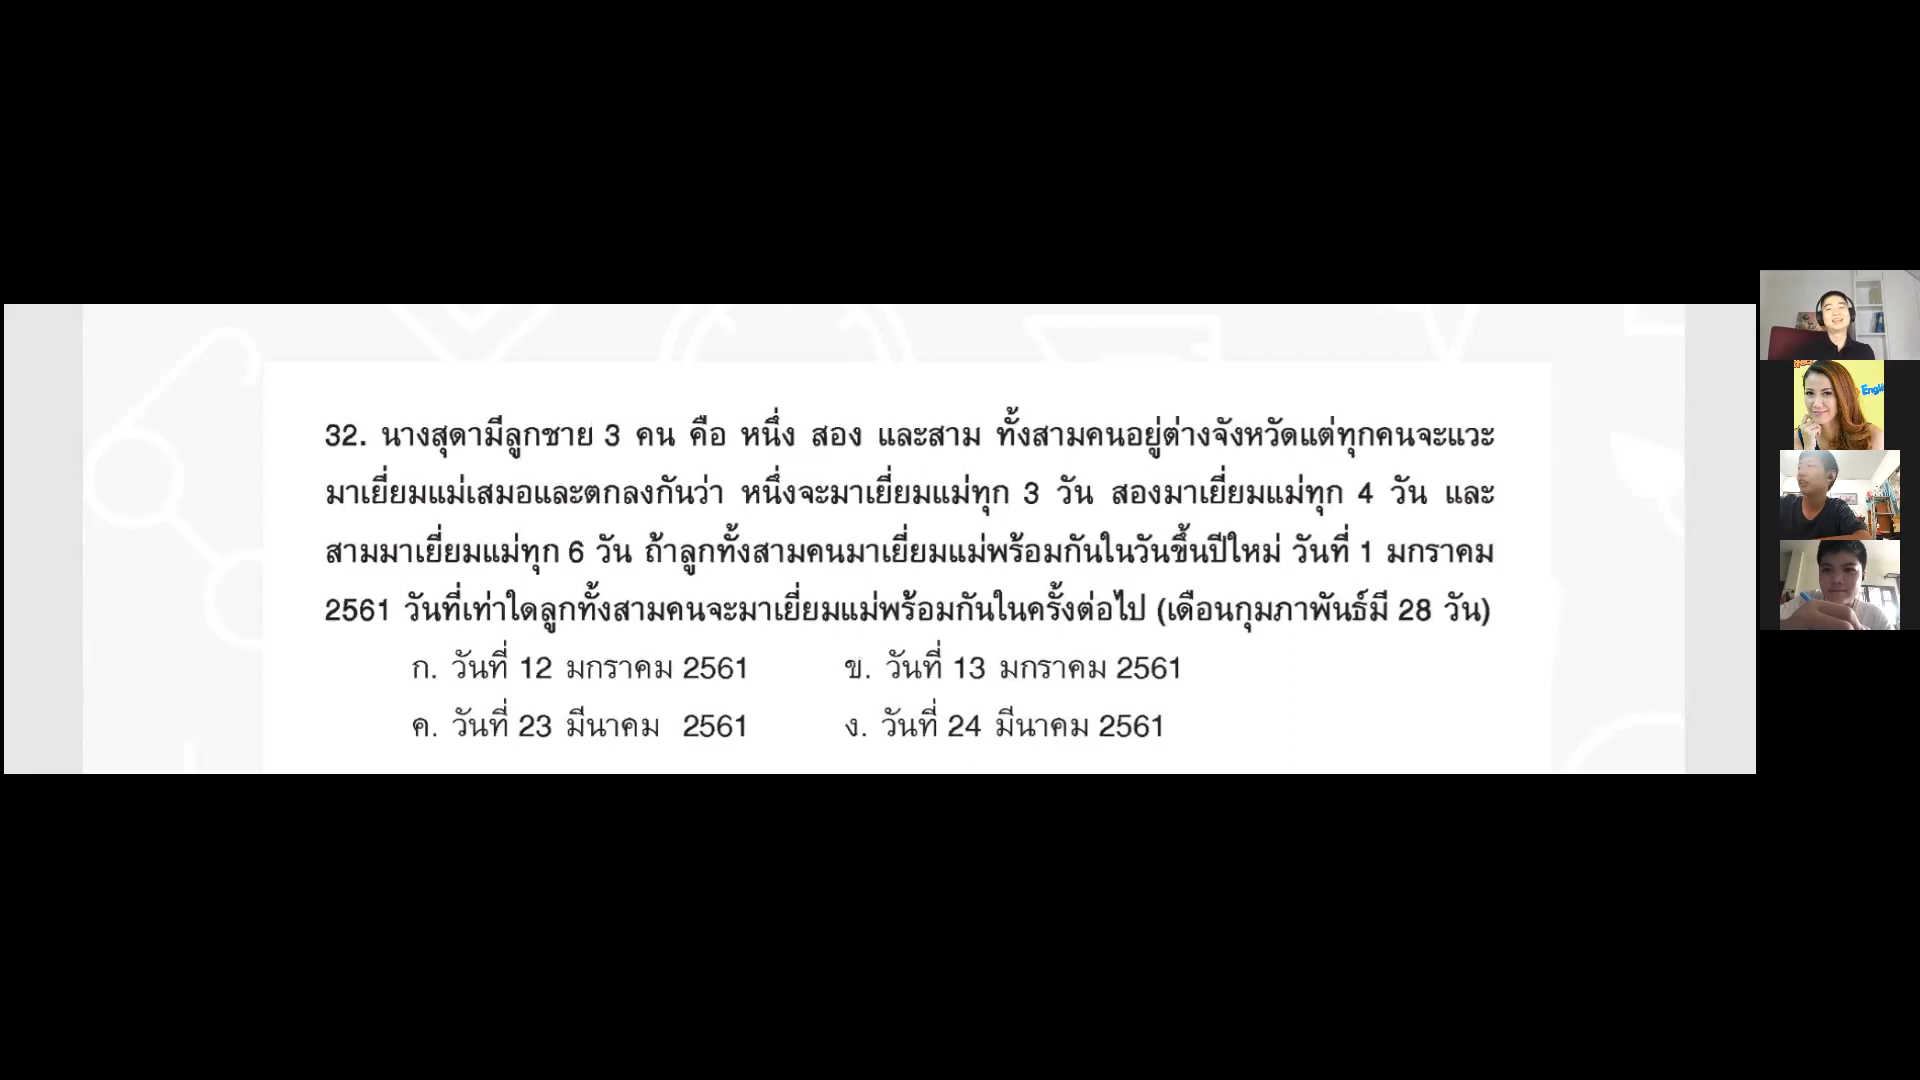 32. นางสุดามีลูกชาย 3 คน คือ หนึ่ง สอง และสาม ทั้งสามคนอยู่ต่างจังหวัดแต่ทุกคนจะแวะ
มาเยี่ยมแม่เสมอและตกลงกันว่า หนึ่งจะมาเยี่ยมแม่ทุก 3 วัน สองมาเยี่ยมแม่ทุก 4 วัน และ
สามมาเยี่ยมแม่ทุก 6 วัน ถ้าลูกทั้งสามคนมาเยี่ยมแม่พร้อมกันในวันขึ้นปีใหม่ วันที่ 1 มกราคม
2561 วันที่เท่าใดลูกทั้งสามคนจะมาเยี่ยมแม่พร้อมกันในครั้งต่อไป (เดือนกุมภาพันธ์มี 28 วัน)
ก. วันที่ 12 มกราคม 2561 ข. วันที่ 13 มกราคม 2561
ค. วันที่ 23 มีนาคม 2561 ง. วันที่ 24 มีนาคม 2561